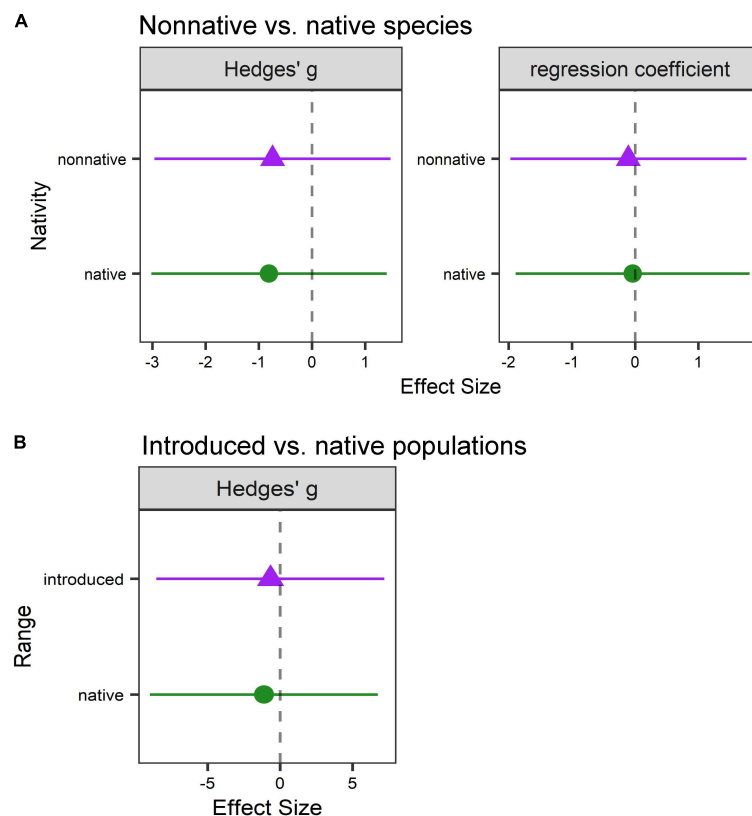 A
Nonnative vs. native species
Hedges' g
regression coefficient
Nativity
nonnative
native
nonnative
native
-3 -2 -1 0 1
-2 -1 0 1
Effect Size
B
Introduced vs. native populations
Hedges' g
Range
introduced
native
-5 0 5
Effect Size